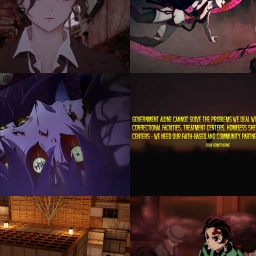 GOVERNMENT ALONE CANNOT SOLVE THE PROBLEMS WE DEAL W
CORRECTIONAL FACILITIES, TREATMENT CENTERS, HOMELESS SHE
CENTERS - WE NEED OUR FAITH-BASED AND COMMUNITY PARTNE